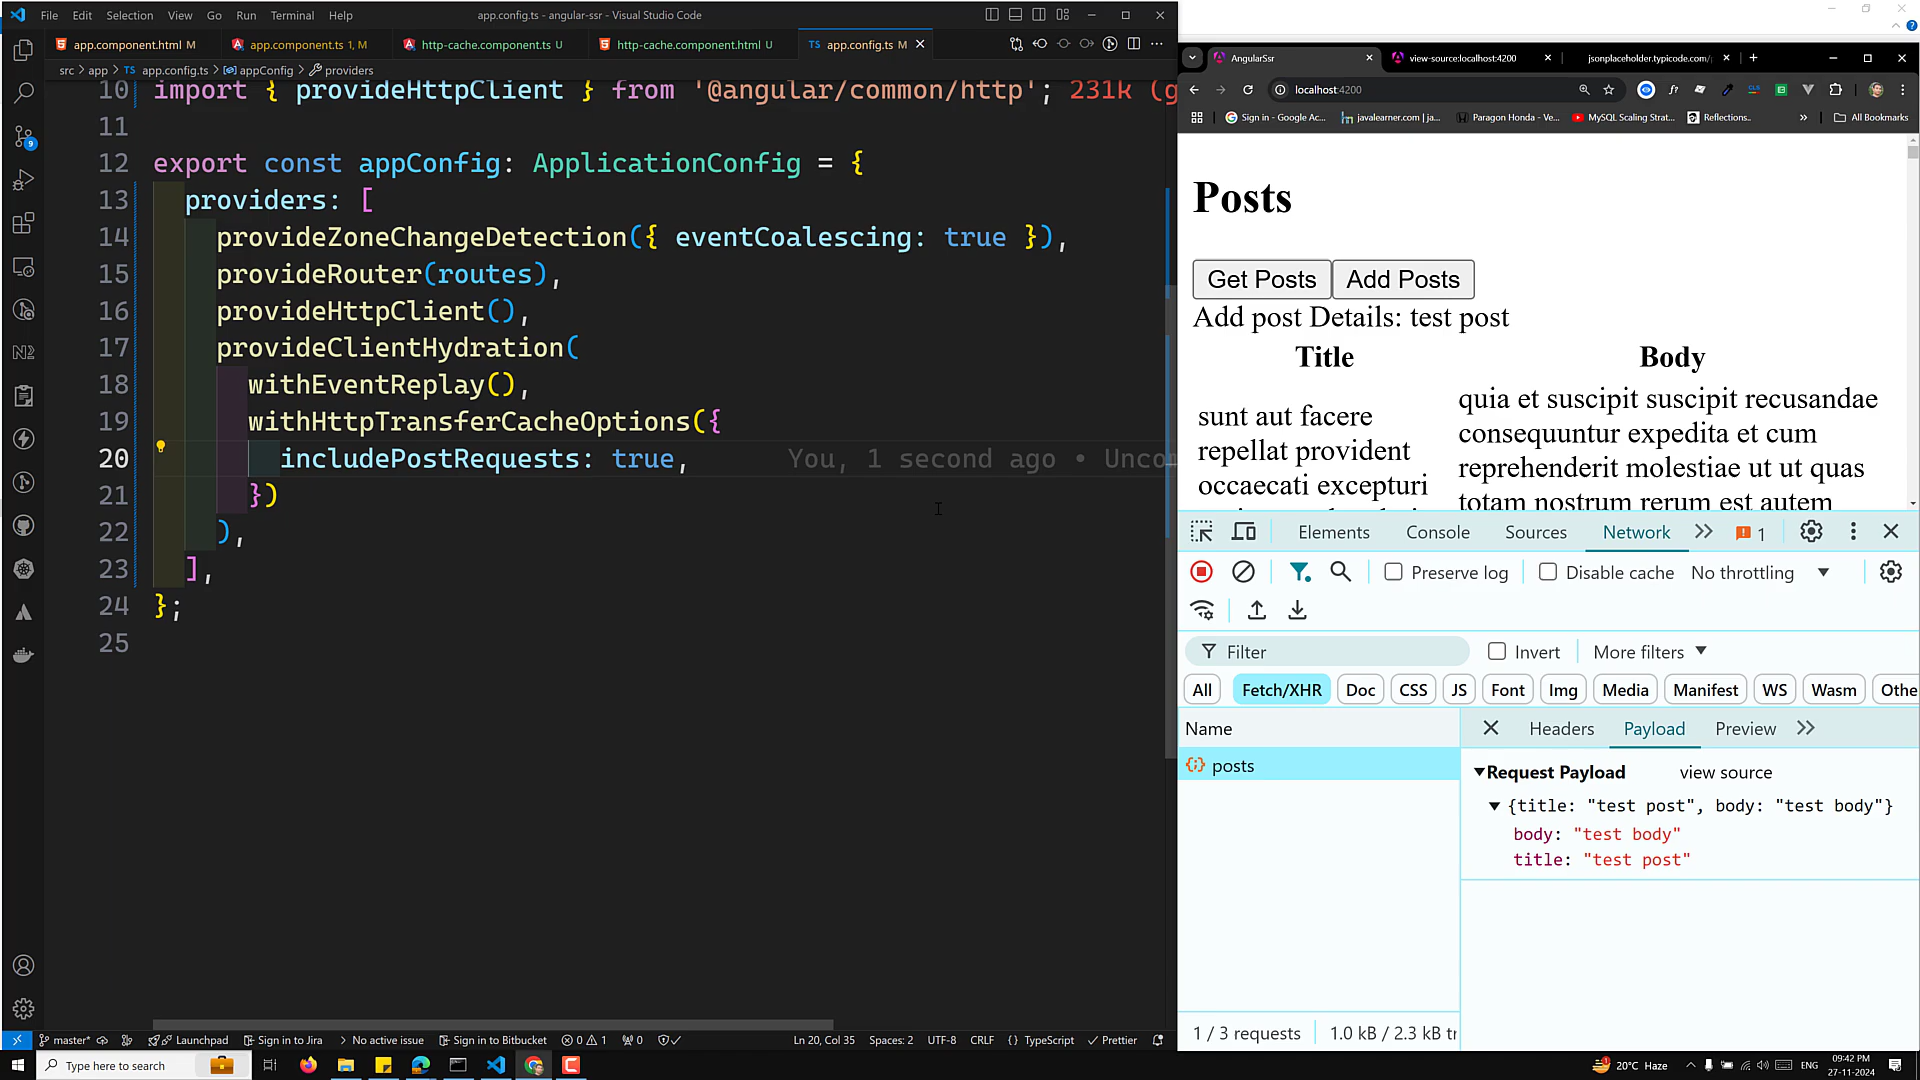 File Edit Selection View Go Run Terminal Help
app.config.ts - angular-ssr - Visual Studio Code
app.component.html M
app.component.ts 1, M
http-cache.component.ts U
http-cache.component.html U
app.config.ts M
src > app > TS app.config.ts > appConfig > providers
10 import { provideHttpClient } from '@angular/common/http'; 231k (g
11
12 export const appConfig: ApplicationConfig = {
13 providers: [
14 provideZoneChangeDetection({ eventCoalescing: true }),
15 provideRouter(routes),
16 provideHttpClient(),
17 provideClientHydration(
18 withEventReplay(),
19 withHttpTransferCacheOptions({
20 includePostRequests: true, You, 1 second ago • Uncom
21 })
22 ),
23 ],
24 };
25
master* Launchpad Sign in to Jira No active issue Sign in to Bitbucket 0 1 0
Ln 20, Col 35 Spaces: 2 UTF-8 CRLF { } TypeScript Prettier
AngularSsr
view-source:localhost:4200
jsonplaceholder.typicode.com/
localhost:4200
Sign in - Google Ac...
javalearner.com | ja...
Paragon Honda - Ve...
MySQL Scaling Strat...
Reflections..
All Bookmarks
Posts
Get Posts Add Posts
Add post Details: test post
Title Body
sunt aut facere
repellat provident
occaecati excepturi
quia et suscipit suscipit recusandae
consequuntur expedita et cum
reprehenderit molestiae ut ut quas
totam nostrum rerum est autem
Elements Console Sources Network 1
Preserve log Disable cache No throttling
Filter Invert More filters
All Fetch/XHR Doc CSS JS Font Img Media Manifest WS Wasm Othe
Name
posts
Headers Payload Preview
Request Payload view source
{title: "test post", body: "test body"}
body: "test body"
title: "test post"
1 / 3 requests 1.0 kB / 2.3 kB tr
Type here to search
20°C Haze
ENG
09:42 PM
27-11-2024